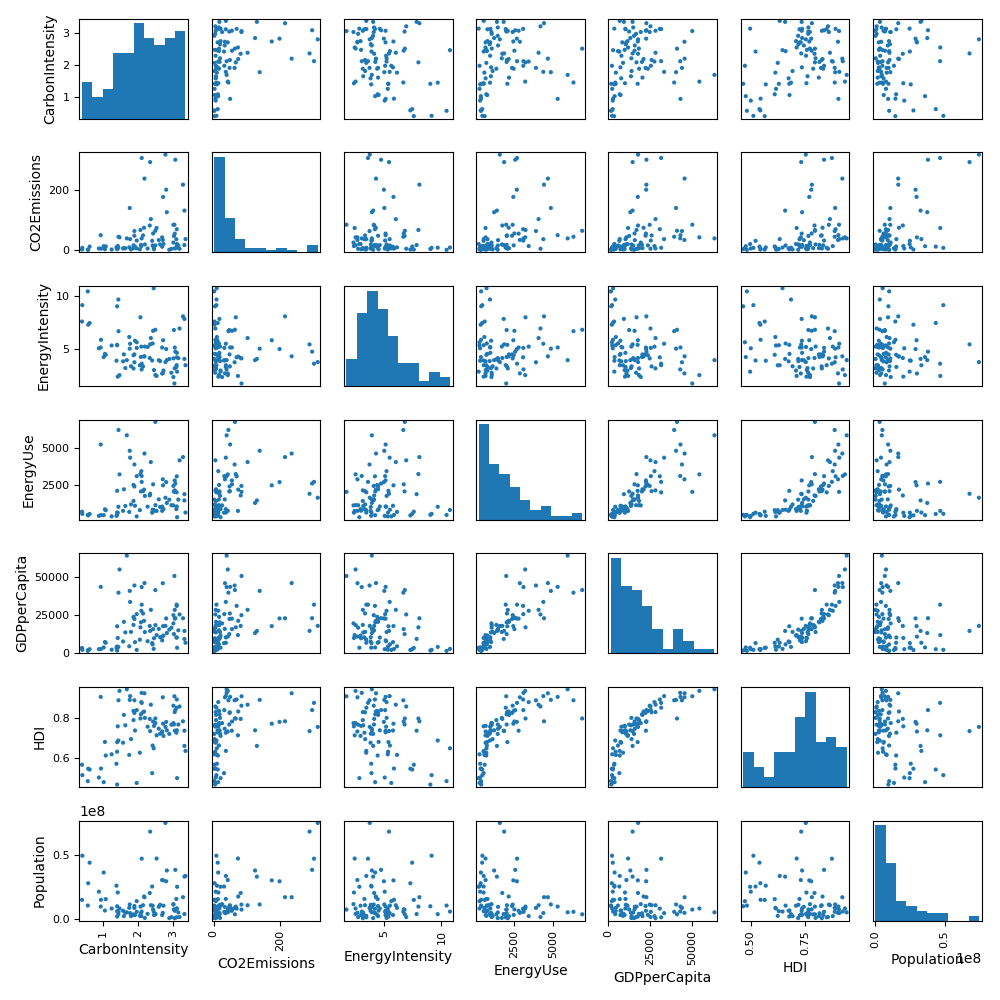 CarbonIntensity
3
2
1
CO2Emissions
200
0
EnergyIntensity
10
5
EnergyUse
5000
2500
GDPperCapita
50000
25000
0
HDI
0.8
0.6
1e8
Population
0.5
0.0
1
2
3
CarbonIntensity
0
200
CO2Emissions
5
10
EnergyIntensity
2500
5000
EnergyUse
0
25000
50000
GDPperCapita
0.50
0.75
HDI
0.0
0.5
Population
1e8